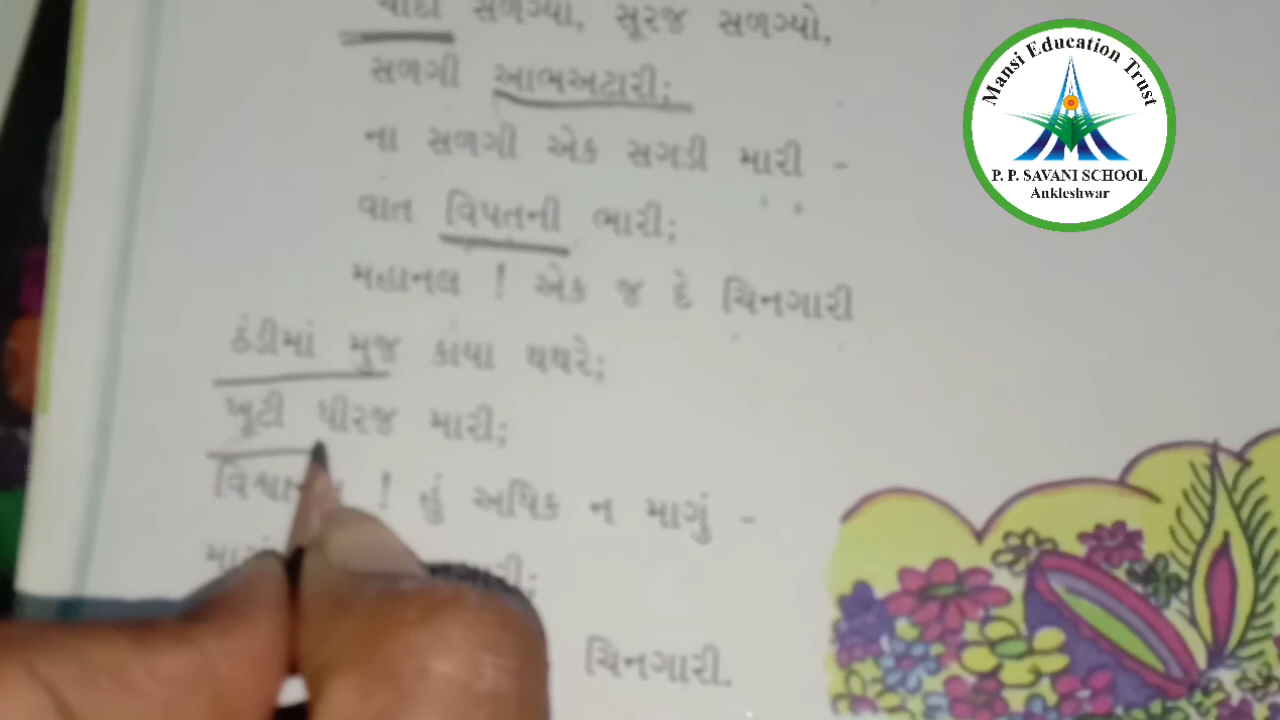 ચાંદો સળગ્યો, સૂરજ સળગ્યો,
સળગી આભઅટારી;
ના સળગી એક સગડી મારી -
વાત વિપતની ભારી;
મહાનલ ! એક જ દે ચિનગારી
ઠંડીમાં મુજ કાયા થથરે;
ખૂટી ધીરજ મારી;
! હું અધિક ન માગું -
ચિનગારી.
Mansi Education Trust
P. P. SAVANI SCHOOL
Ankleshwar